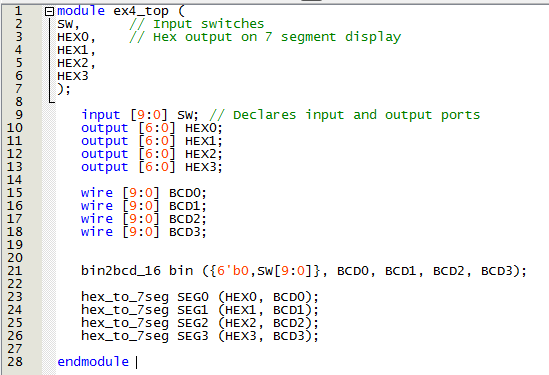 1 module ex4_top (
2 SW, // Input switches
3 HEX0, // Hex output on 7 segment display
4 HEX1,
5 HEX2,
6 HEX3
7 );
8
9 input [9:0] SW; // Declares input and output ports
10 output [6:0] HEX0;
11 output [6:0] HEX1;
12 output [6:0] HEX2;
13 output [6:0] HEX3;
14
15 wire [9:0] BCD0;
16 wire [9:0] BCD1;
17 wire [9:0] BCD2;
18 wire [9:0] BCD3;
19
20
21 bin2bcd_16 bin ({6'b0,SW[9:0]}, BCD0, BCD1, BCD2, BCD3);
22
23 hex_to_7seg SEG0 (HEX0, BCD0);
24 hex_to_7seg SEG1 (HEX1, BCD1);
25 hex_to_7seg SEG2 (HEX2, BCD2);
26 hex_to_7seg SEG3 (HEX3, BCD3);
27
28 endmodule